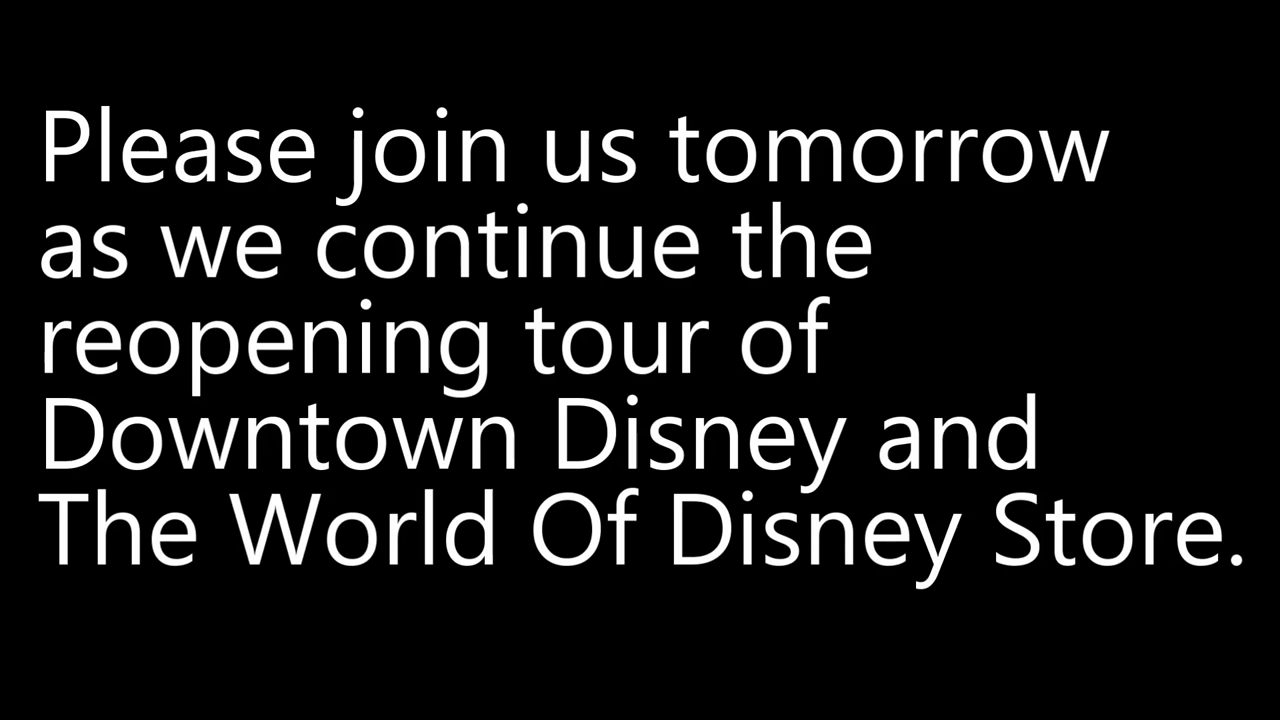 Please join us tomorrow
as we continue the
reopening tour of
Downtown Disney and
The World Of Disney Store.